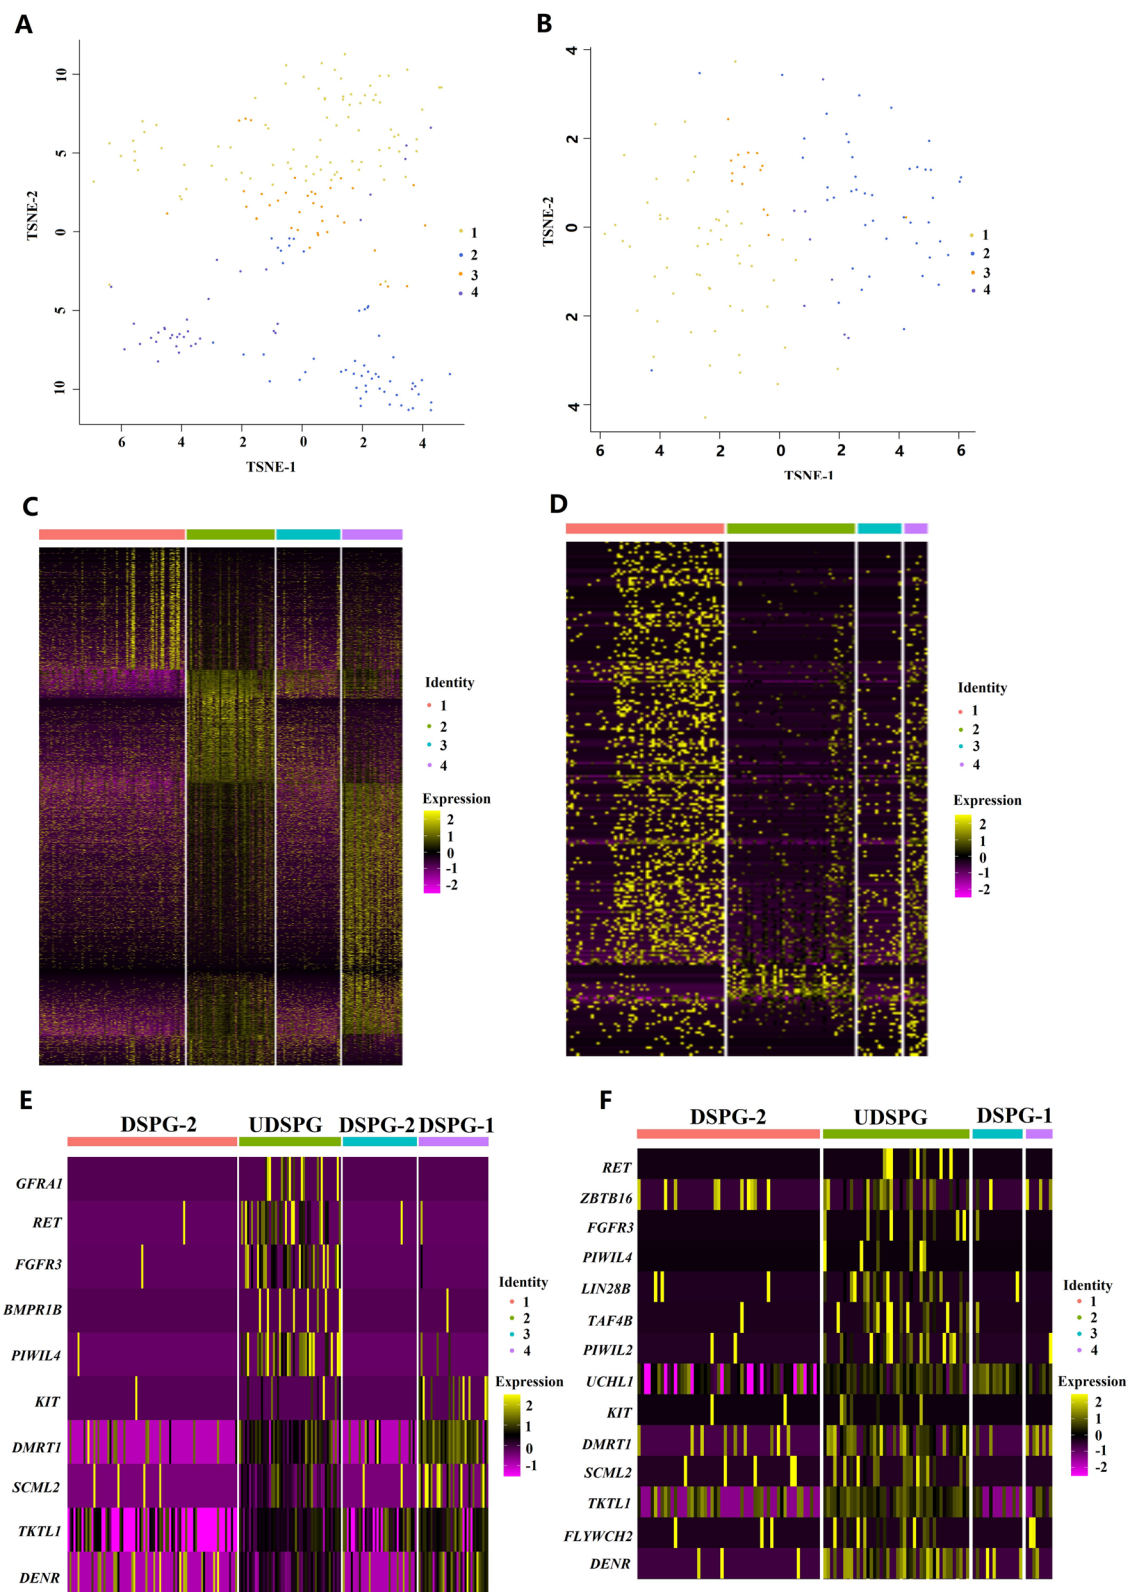 A
10
5
0
5
10
TSNE-2
6
4
2
0
2
4
TSNE-1
1
2
3
4
B
4
2
0
2
4
TSNE-2
6
4
2
0
2
4
6
TSNE-1
1
2
3
4
C
Identity
1
2
3
4
Expression
2
1
0
-1
-2
D
Identity
1
2
3
4
Expression
2
1
0
-1
-2
E
DSPG-2 UDSPG DSPG-2 DSPG-1
GFRA1
RET
FGFR3
BMPR1B
PIWIL4
KIT
DMRT1
SCML2
TKTL1
DENR
Identity
1
2
3
4
Expression
2
1
0
-1
F
DSPG-2 UDSPG DSPG-1
RET
ZBTB16
FGFR3
PIWIL4
LIN28B
TAF4B
PIWIL2
UCHL1
KIT
DMRT1
SCML2
TKTL1
FLYWCH2
DENR
Identity
1
2
3
4
Expression
2
1
0
-1
-2